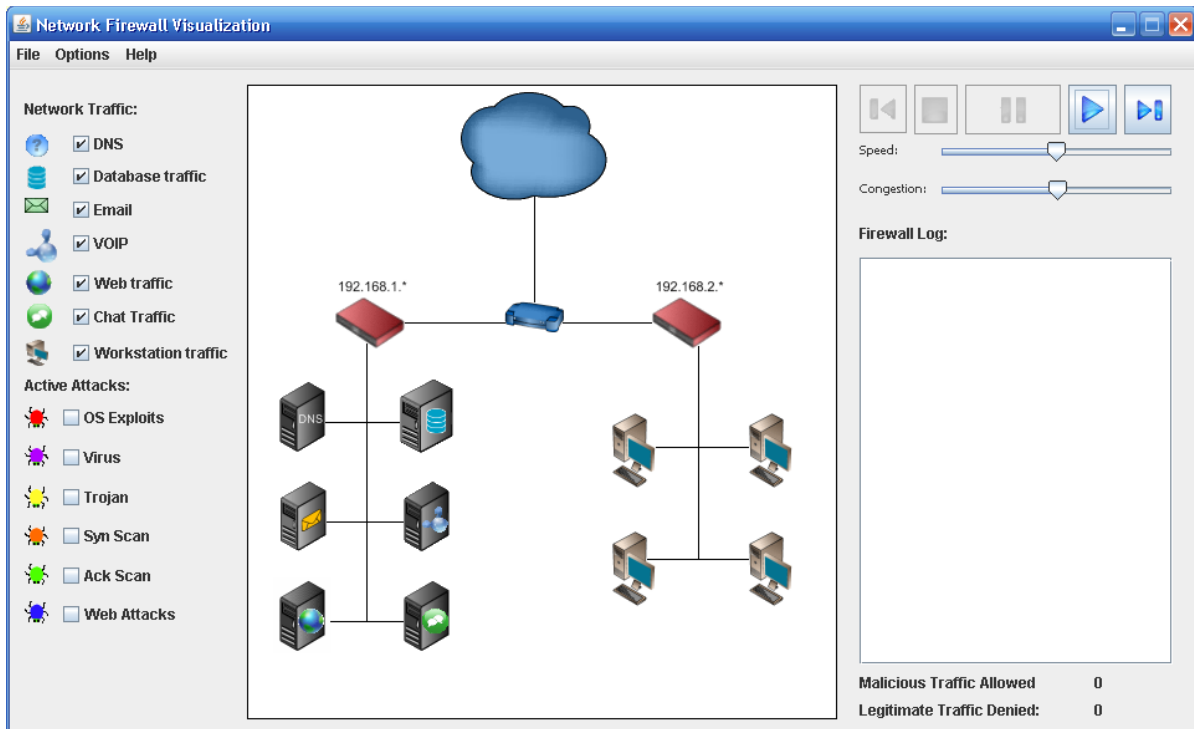 Network Firewall Visualization
File Options Help
Network Traffic:
DNS
Database traffic
Email
VOIP
Web traffic
Chat Traffic
Workstation traffic
Active Attacks:
OS Exploits
Virus
Trojan
Syn Scan
Ack Scan
Web Attacks
192.168.1.*
192.168.2.*
DNS
Speed:
Congestion:
Firewall Log:
Malicious Traffic Allowed 0
Legitimate Traffic Denied: 0